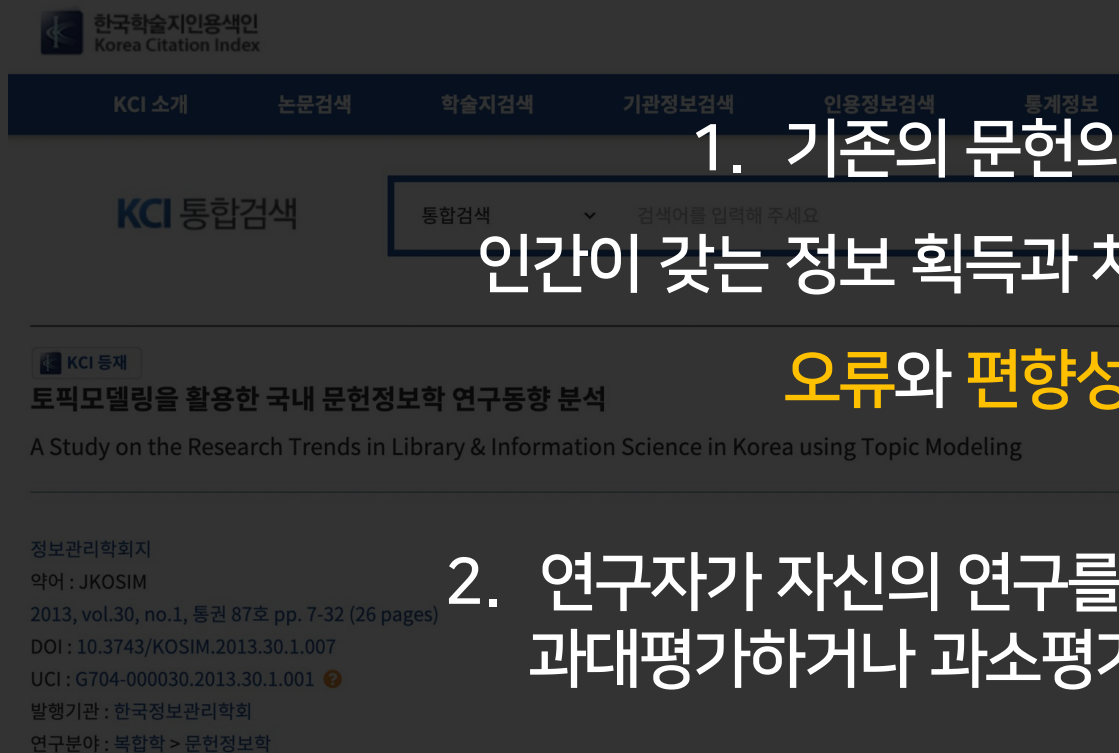 한국학술지인용색인
Korea Citation Index
KCI 소개 논문검색 학술지검색 기관정보검색 인용정보검색 통계정보
1. 기존의 문헌의
KCI 통합검색
통합검색 검색어를 입력해 주세요
인간이 갖는 정보 획득과
KCI 등재
오류와 편향성
토픽모델링을 활용한 국내 문헌정보학 연구동향 분석
A Study on the Research Trends in Library & Information Science in Korea using Topic Modeling
정보관리학회지
약어 : JKOSIM
2. 연구자가 자신의 연구를
2013, vol.30, no.1, 통권 87호 pp. 7-32 (26 pages)
DOI : 10.3743/KOSIM.2013.30.1.007
과대평가하거나 과소평가
UCI : G704-000030.2013.30.1.001
발행기관 : 한국정보관리학회
연구분야 : 복합학 > 문헌정보학